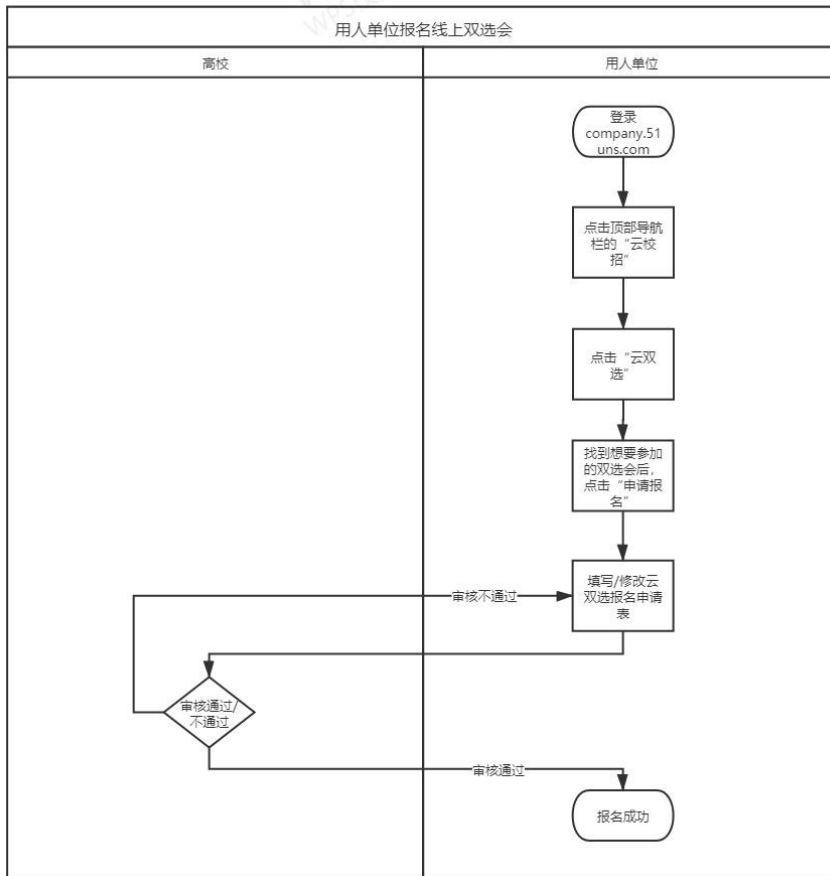 用人单位报名线上双选会
高校
用人单位
登录
company.51
uns.com
点击顶部导航
栏的“云校
招”
点击“云双
选”
找到想要参加
的双选会后，
点击“申请报
名”
填写/修改云
双选报名申请
表
审核不通过
审核通过/
不通过
审核通过
报名成功